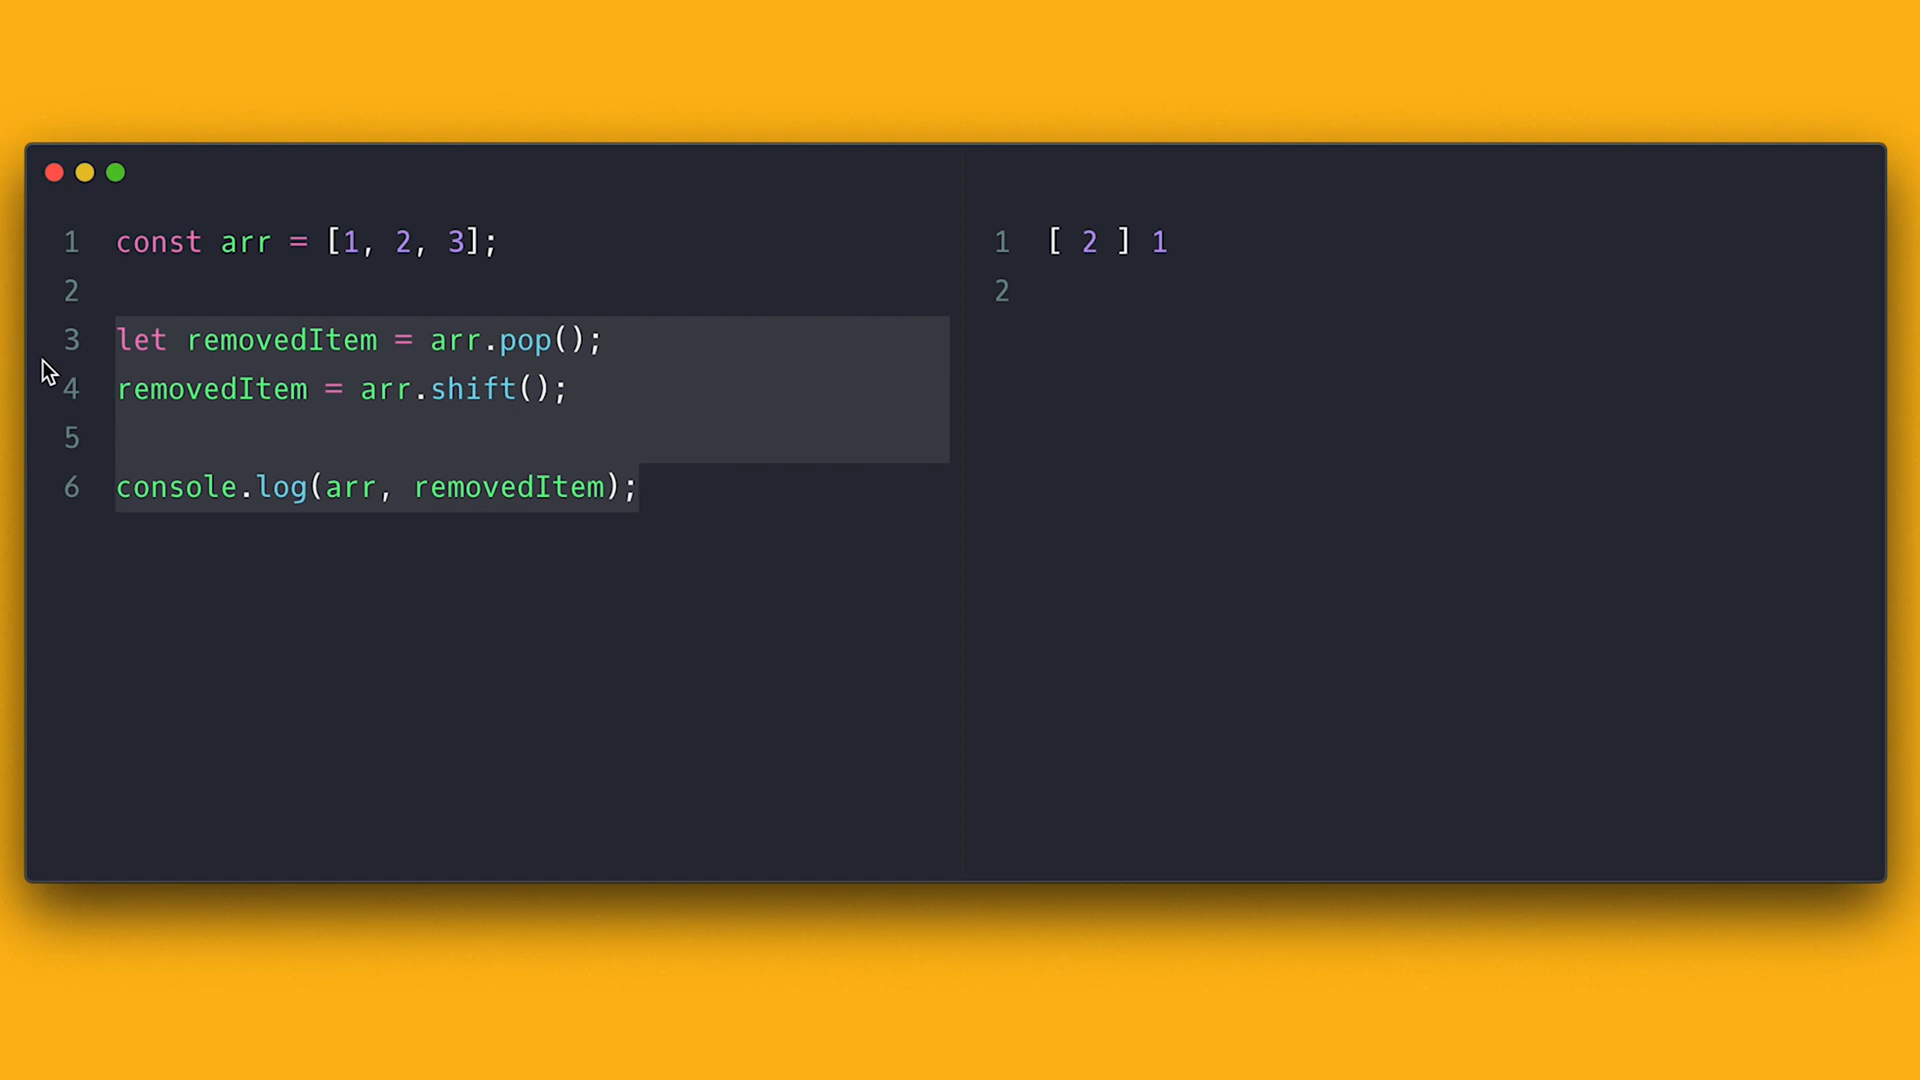 1 const arr = [1, 2, 3];
2
3 let removedItem = arr.pop();
4 removedItem = arr.shift();
5
6 console.log(arr, removedItem);
1 [ 2 ] 1
2